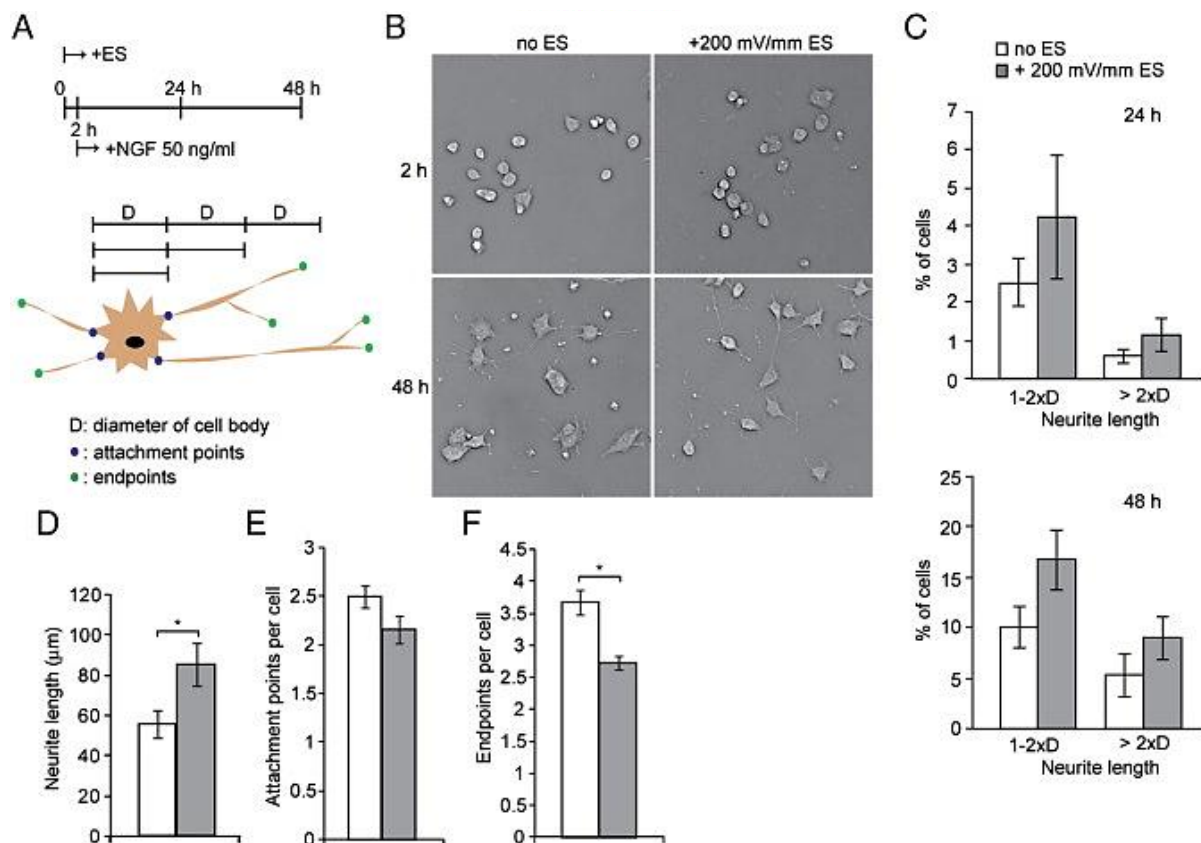 A
+ES
0 24 h 48 h
2 h
+NGF 50 ng/ml
D D D
D: diameter of cell body
: attachment points
: endpoints
B
no ES +200 mV/mm ES
2 h
48 h
C
no ES
+ 200 mV/mm ES
24 h
7
6
5
4
3
2
1
0
% of cells
1-2xD > 2xD
Neurite length
48 h
25
20
15
10
5
0
% of cells
1-2xD > 2xD
Neurite length
D
120
100
80
60
40
20
0
Neurite length (μm)
*
E
3
2.5
2
1.5
1
0.5
0
Attachment points per cell
F
4.5
4
3.5
3
2.5
2
1.5
1
0.5
0
Endpoints per cell
*